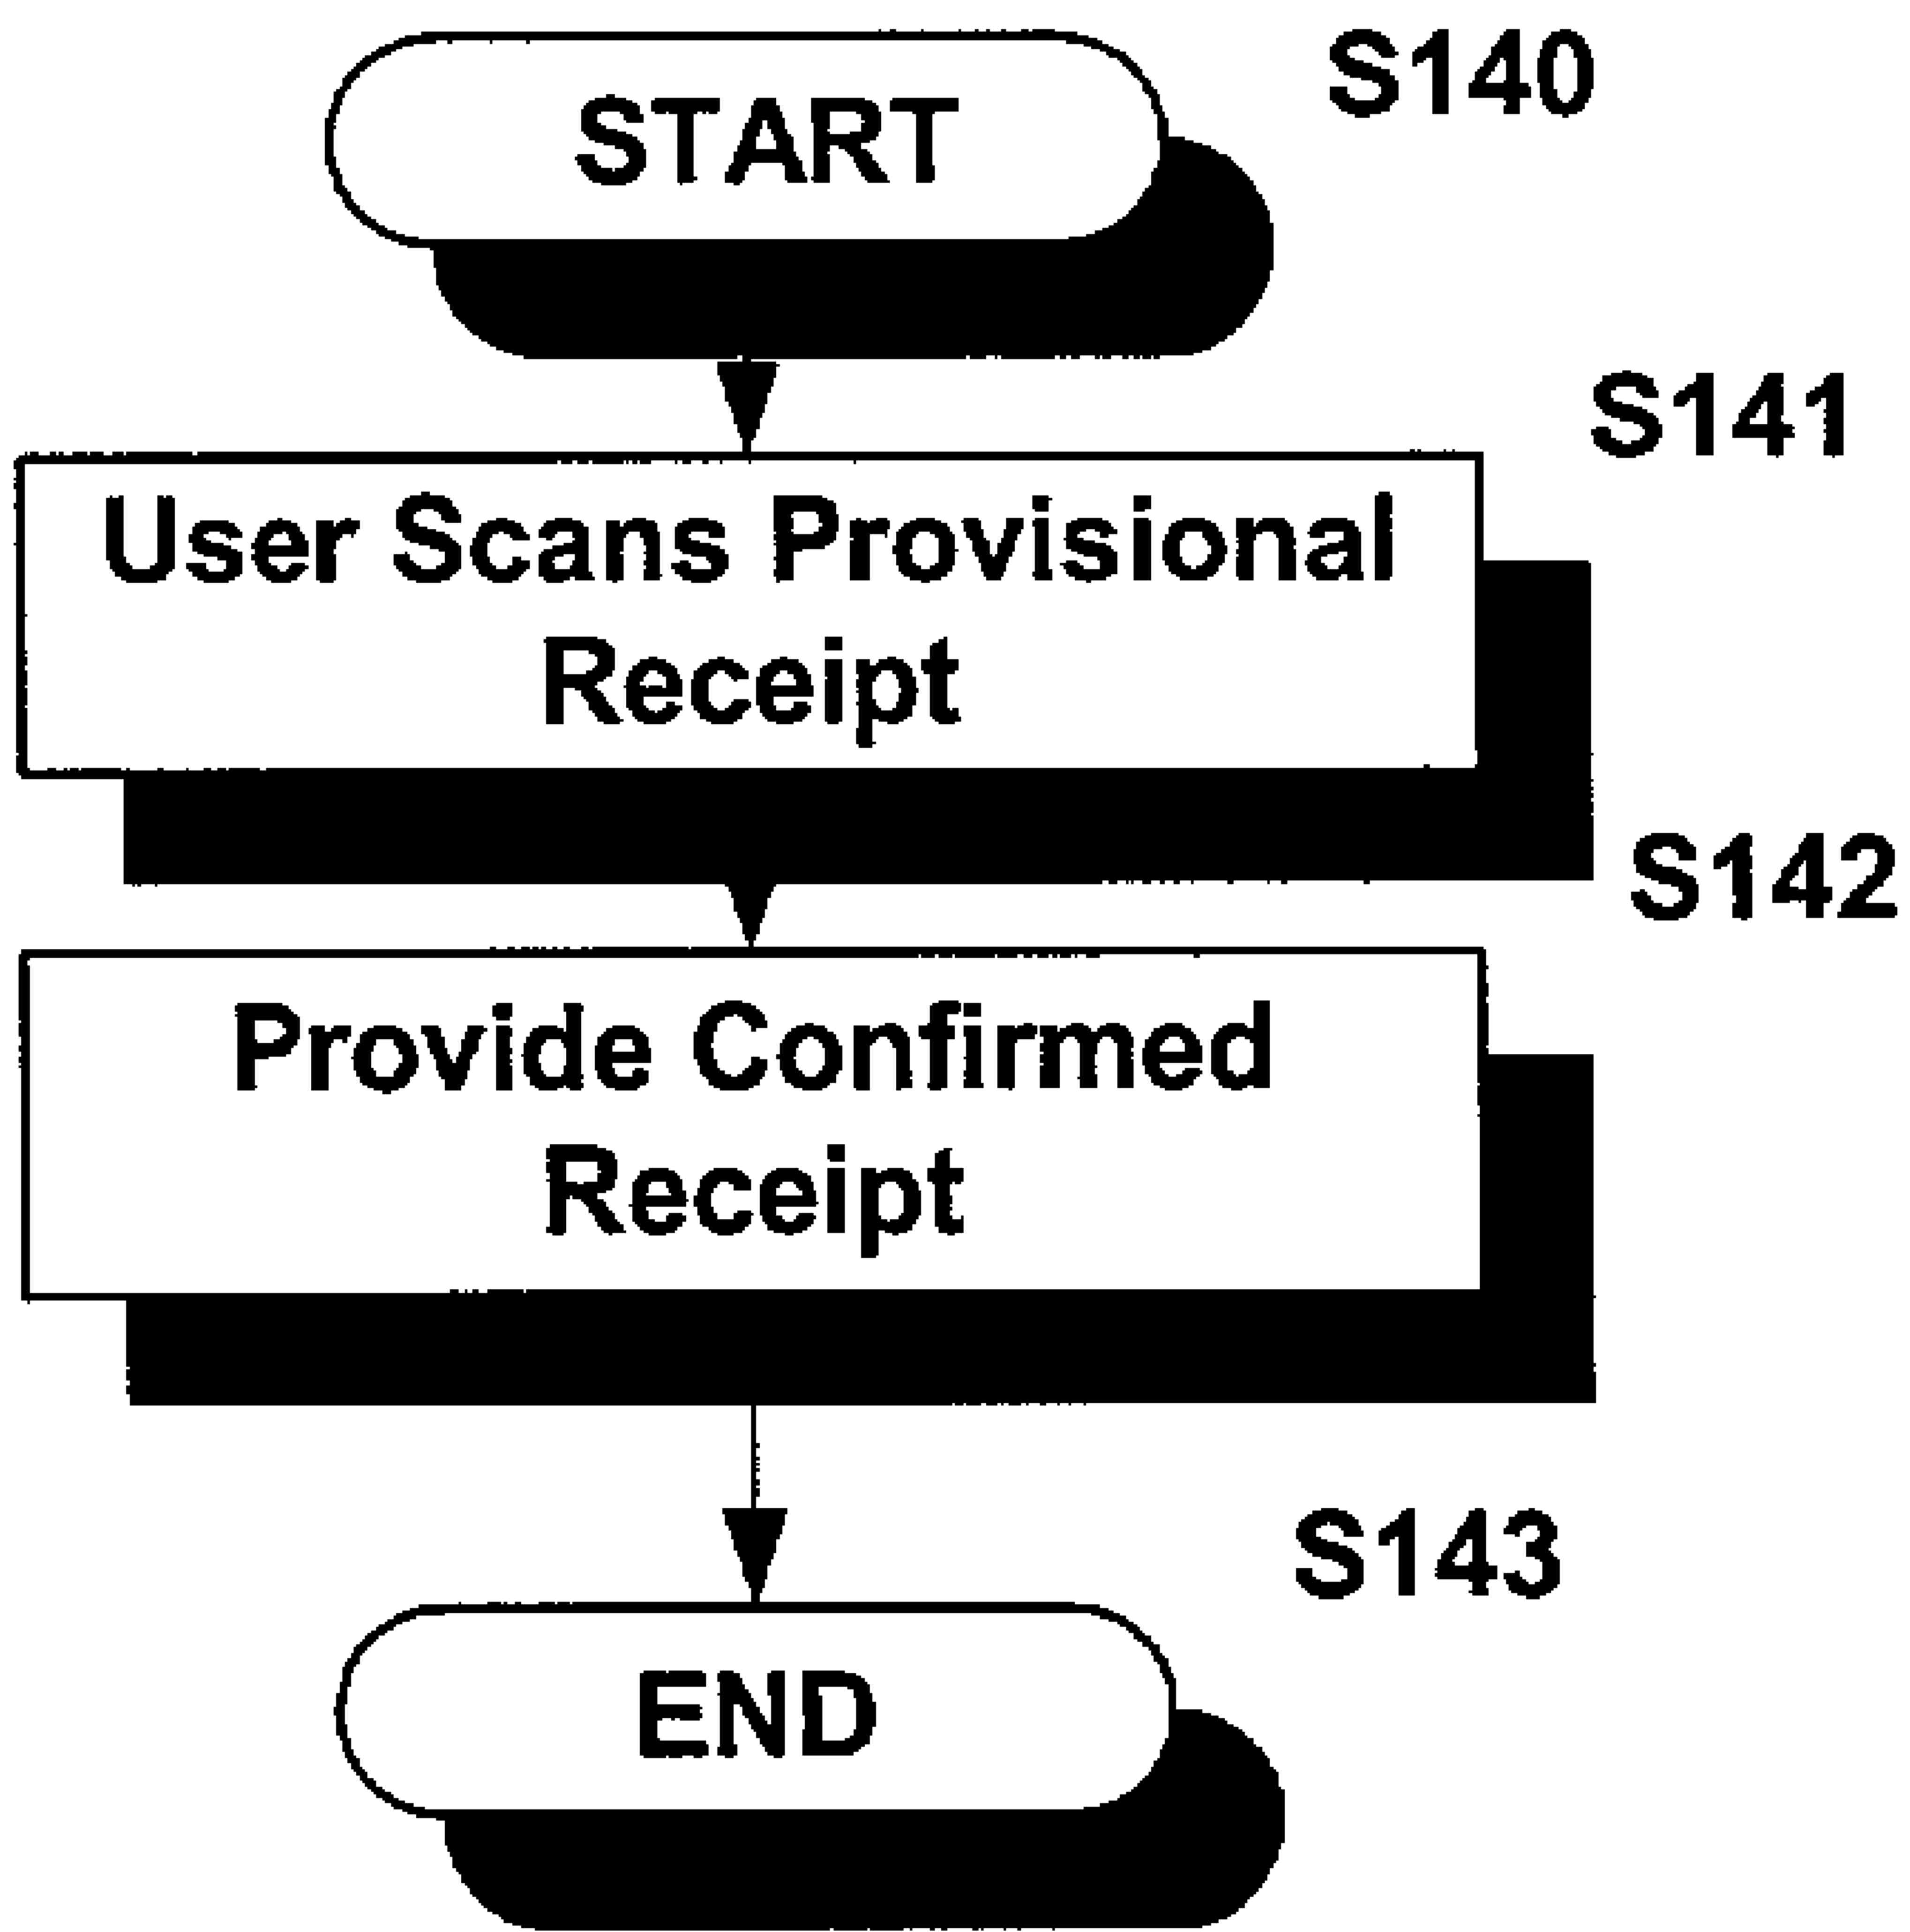 S140
START
S141
User Scans Provisional
Receipt
S142
Provide Confirmed
Receipt
S143
END